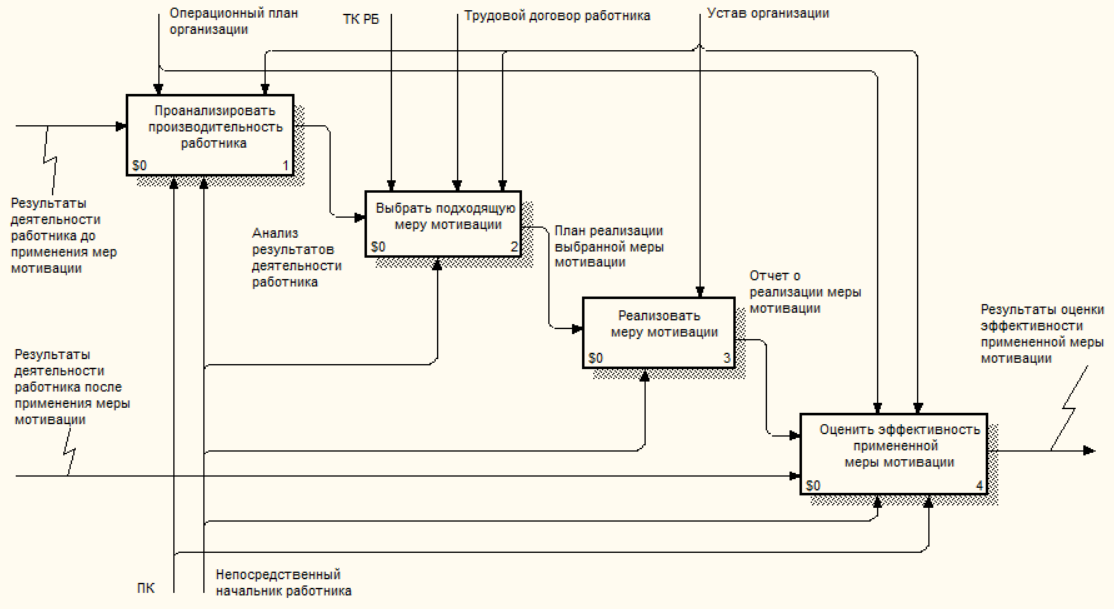 Операционный план
организации
ТК РБ
Трудовой договор работника
Устав организации
Проанализировать
производительность
работника
$0
1
Результаты
деятельности
работника до
применения мер
мотивации
Выбрать подходящую
меру мотивации
$0
2
Анализ
результатов
деятельности
работника
План реализации
выбранной меры
мотивации
Реализовать
меру мотивации
$0
3
Отчет о
реализации меры
мотивации
Результаты оценки
эффективности
примененной меры
мотивации
Результаты
деятельности
работника после
применения меры
мотивации
Оценить эффективность
примененной
меры мотивации
$0
4
ПК
Непосредственный
начальник работника